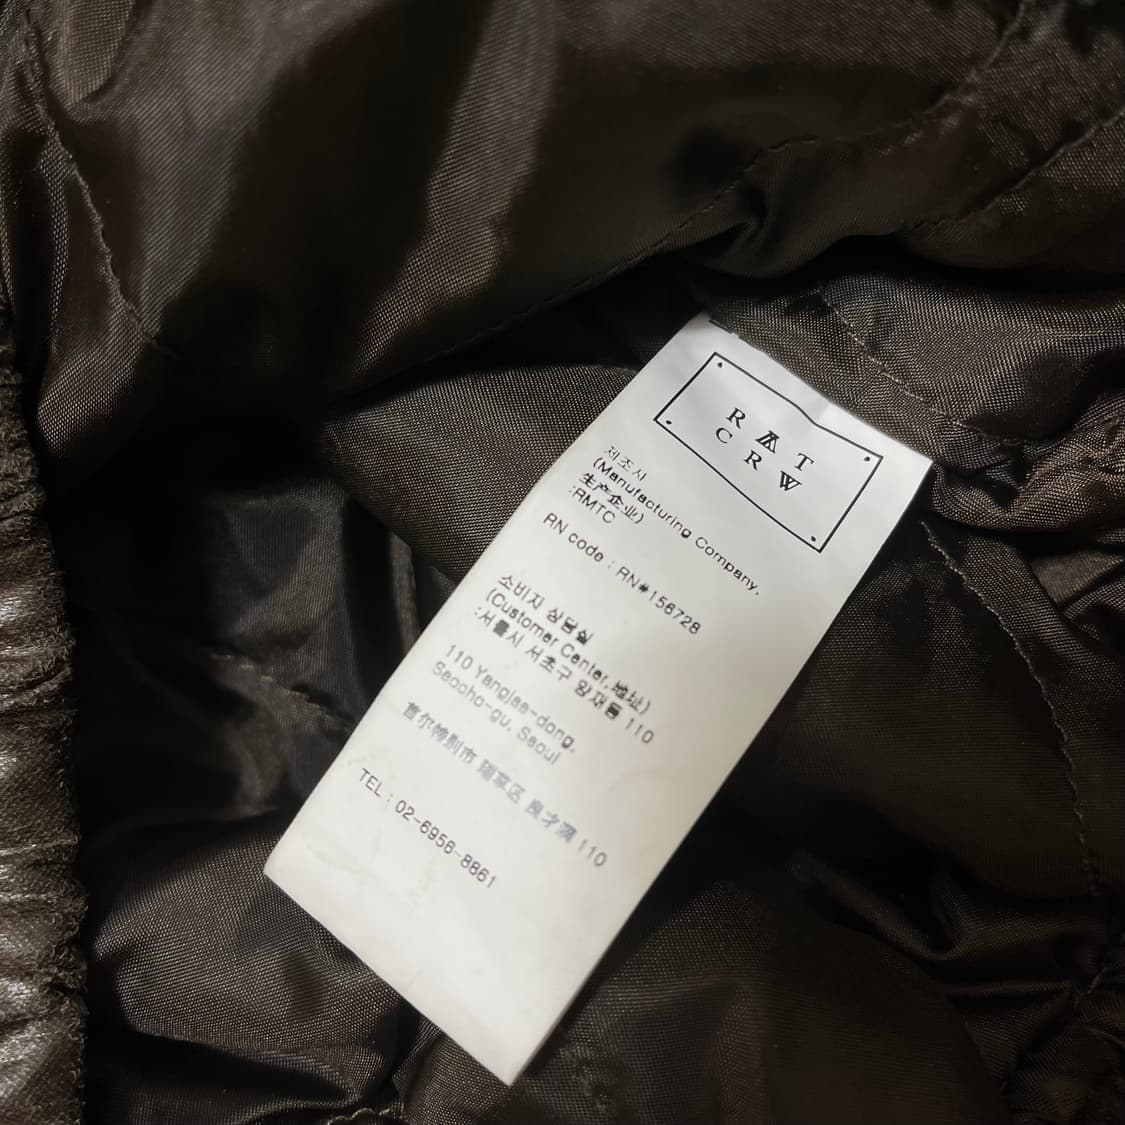 RAT
CRW
제조사
(Manufacturing Company,
生产企业)
:RMTC
RN code : RN#156728
소비자 상담실
(Customer Center, 地址)
:서울시 서초구 양재동 110
110 Yangjae-dong,
Seocho-gu, Seoul
首尔特别市 瑞草区 良才洞 110
TEL : 02-6956-8861